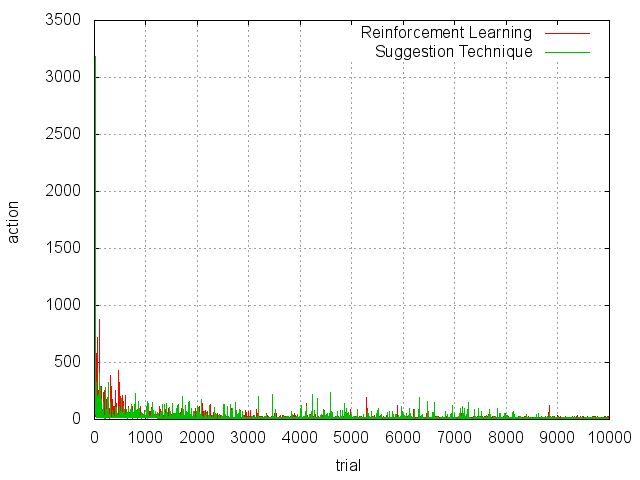 3500
Reinforcement Learning
Suggestion Technique
3000
2500
2000
action
1500
1000
500
0
0 1000 2000 3000 4000 5000 6000 7000 8000 9000 10000
trial